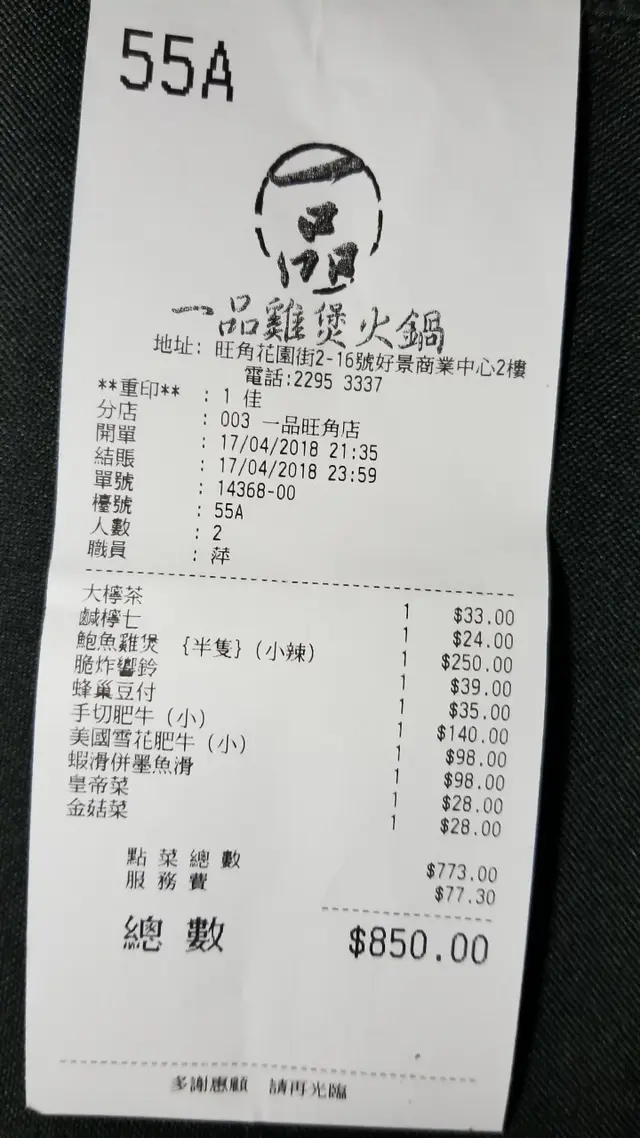 55A
一品
一品雞煲火鍋
地址: 旺角花園街2-16號好景商業中心2樓
電話:2295 3337
**重印** : 1 佳
分店 : 003 一品旺角店
開單 : 17/04/2018 21:35
結賬 : 17/04/2018 23:59
單號 : 14368-00
檯號 : 55A
人數 : 2
職員 : 萍
大檸茶 1 $33.00
鹹檸七 1 $24.00
鮑魚雞煲 {半隻} (小辣) 1 $250.00
脆炸響鈴 1 $39.00
蜂巢豆付 1 $35.00
手切肥牛 (小) 1 $140.00
美國雪花肥牛 (小) 1 $98.00
蝦滑併墨魚滑 1 $98.00
皇帝菜 1 $28.00
金菇菜 1 $28.00
點菜總數 $773.00
服務費 $77.30
總數 $850.00
多謝惠顧 請再光臨